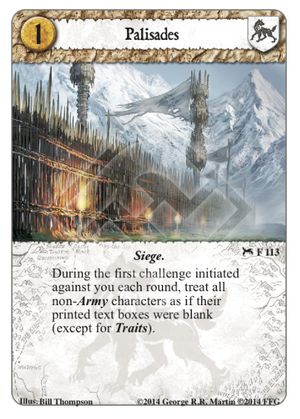 1
Palisades
Siege.
F 113
During the first challenge initiated
against you each round, treat all
non-Army characters as if their
printed text boxes were blank
(except for Traits).
Illus. Bill Thompson
©2014 George R.R. Martin ©2014 FFG